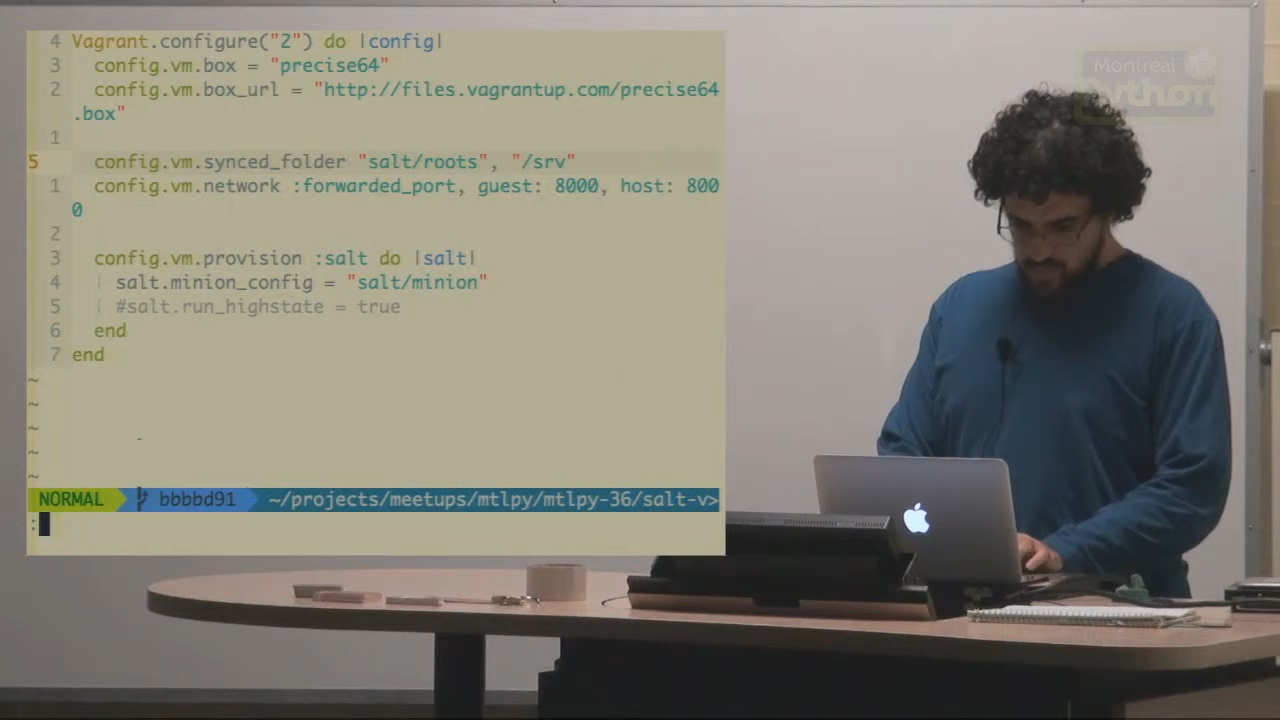 4 Vagrant.configure("2") do |config|
3 config.vm.box = "precise64"
2 config.vm.box_url = "http://files.vagrantup.com/precise64
.box"
1
5 config.vm.synced_folder "salt/roots", "/srv"
1 config.vm.network :forwarded_port, guest: 8000, host: 800
0
2
3 config.vm.provision :salt do |salt|
4 | salt.minion_config = "salt/minion"
5 | #salt.run_highstate = true
6 end
7 end
~
~
~
~
~
NORMAL bbbbd91 ~/projects/meetups/mtlpy/mtlpy-36/salt-v>
:
Montréal
Python